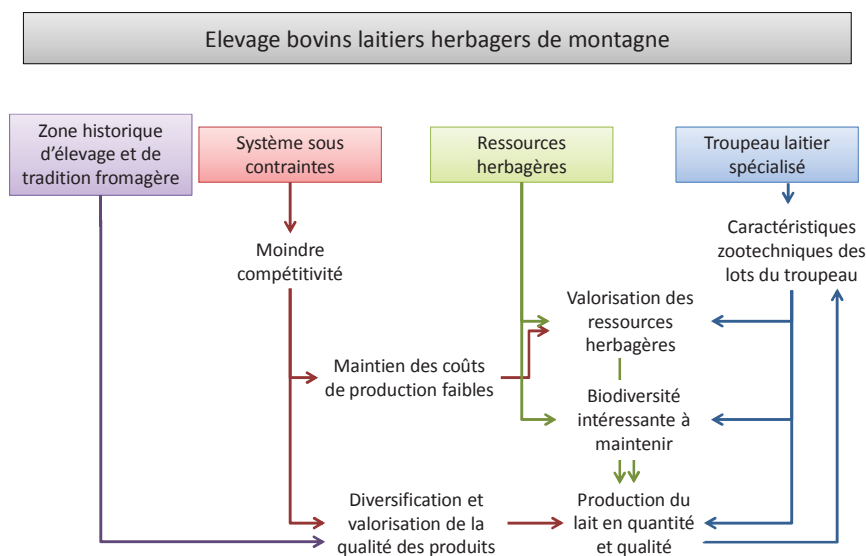 Elevage bovins laitiers herbagers de montagne
Zone historique
d'élevage et de
tradition fromagère
Système sous
contraintes
Ressources
herbagères
Troupeau laitier
spécialisé
Moindre
compétitivité
Caractéristiques
zootechniques des
lots du troupeau
Valorisation des
ressources
herbagères
Maintien des coûts
de production faibles
Biodiversité
intéressante à
maintenir
Diversification et
valorisation de la
qualité des produits
Production du
lait en quantité
et qualité